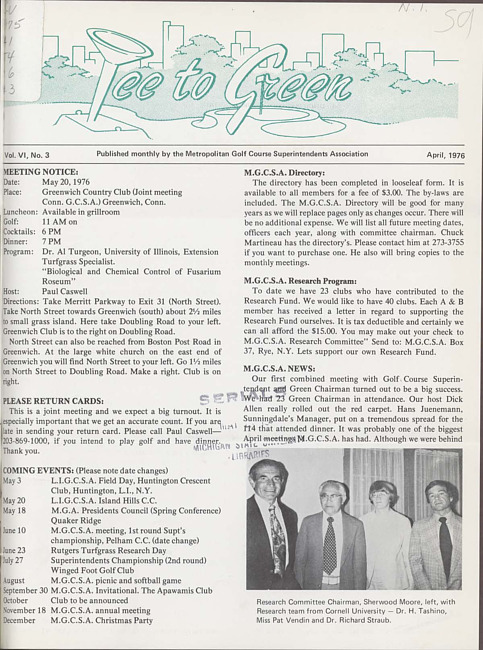 N.T.
S9
Tee to Green
Vol. VI, No. 3
Published monthly by the Metropolitan Golf Course Superintendents Association
April, 1976
MEETING NOTICE:
Date: May 20, 1976
Place: Greenwich Country Club (Joint meeting
Conn. G.C.S.A.) Greenwich, Conn.
Luncheon: Available in grillroom
Golf: 11 AM on
Cocktails: 6 PM
Dinner: 7 PM
Program: Dr. Al Turgeon, University of Illinois, Extension
Turfgrass Specialist.
"Biological and Chemical Control of Fusarium
Roseum"
Host: Paul Caswell
Directions: Take Merritt Parkway to Exit 31 (North Street).
Take North Street towards Greenwich (south) about 2½ miles
to small grass island. Here take Doubling Road to your left.
Greenwich Club is to the right on Doubling Road.
North Street can also be reached from Boston Post Road in
Greenwich. At the large white church on the east end of
Greenwich you will find North Street to your left. Go 1½ miles
on North Street to Doubling Road. Make a right. Club is on
right.
PLEASE RETURN CARDS:
This is a joint meeting and we expect a big turnout. It is
especially important that we get an accurate count. If you are
late in sending your return card. Please call Paul Caswell—
203-869-1000, if you intend to play golf and have dinner.
Thank you.
COMING EVENTS: (Please note date changes)
May 3 L.I.G.C.S.A. Field Day, Huntington Crescent
Club, Huntington, L.I., N.Y.
May 20 L.I.G.C.S.A. Island Hills C.C.
May 18 M.G.A. Presidents Council (Spring Conference)
Quaker Ridge
June 10 M.G.C.S.A. meeting, 1st round Supt's
championship, Pelham C.C. (date change)
June 23 Rutgers Turfgrass Research Day
July 27 Superintendents Championship (2nd round)
Winged Foot Golf Club
August M.G.C.S.A. picnic and softball game
September 30 M.G.C.S.A. Invitational. The Apawamis Club
October Club to be announced
November 18 M.G.C.S.A. annual meeting
December M.G.C.S.A. Christmas Party
M.G.C.S.A. Directory:
The directory has been completed in looseleaf form. It is
available to all members for a fee of $3.00. The by-laws are
included. The M.G.C.S.A. Directory will be good for many
years as we will replace pages only as changes occur. There will
be no additional expense. We will list all future meeting dates,
officers each year, along with committee chairman. Chuck
Martineau has the directory's. Please contact him at 273-3755
if you want to purchase one. He also will bring copies to the
monthly meetings.
M.G.C.S.A. Research Program:
To date we have 23 clubs who have contributed to the
Research Fund. We would like to have 40 clubs. Each A & B
member has received a letter in regard to supporting the
Research Fund ourselves. It is tax deductible and certainly we
can all afford the $15.00. You may make out your check to
M.G.C.S.A. Research Committee" Send to: M.G.C.S.A. Box
37, Rye, N.Y. Lets support our own Research Fund.
M.G.C.S.A. NEWS:
Our first combined meeting with Golf Course Superin-
tendent and Green Chairman turned out to be a big success.
We had 23 Green Chairman in attendance. Our host Dick
Allen really rolled out the red carpet. Hans Juenemann,
Sunningdale's Manager, put on a tremendous spread for the
114 that attended dinner. It was probably one of the biggest
April meetings M.G.C.S.A. has had. Although we were behind
SERIALS
MICHIGAN STATE
LIBRARIES
Research Committee Chairman, Sherwood Moore, left, with
Research team from Cornell University — Dr. H. Tashino,
Miss Pat Vendin and Dr. Richard Straub.